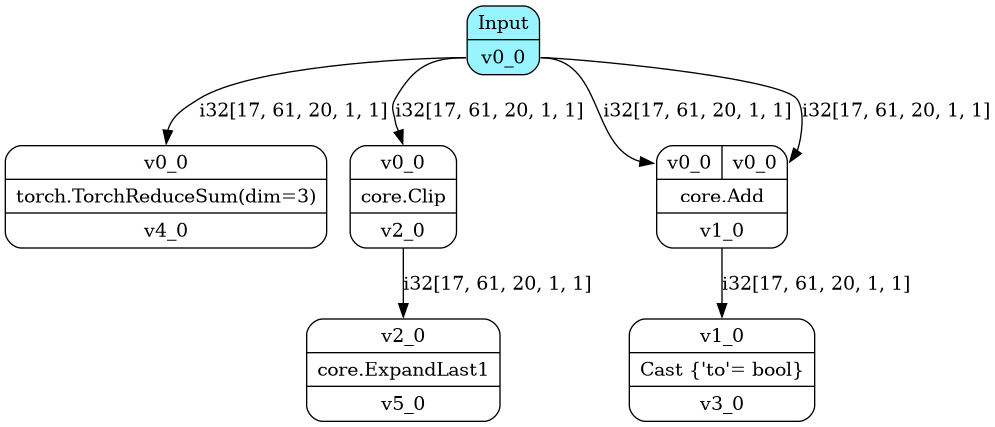 Input
v0_0
i32[17, 61, 20, 1, 1]
i32[17, 61, 20, 1, 1]
i32[17, 61, 20, 1, 1]
i32[17, 61, 20, 1, 1]
v0_0
torch.TorchReduceSum(dim=3)
v4_0
v0_0
core.Clip
v2_0
v0_0 v0_0
core.Add
v1_0
i32[17, 61, 20, 1, 1]
i32[17, 61, 20, 1, 1]
v2_0
core.ExpandLast1
v5_0
v1_0
Cast {'to'= bool}
v3_0